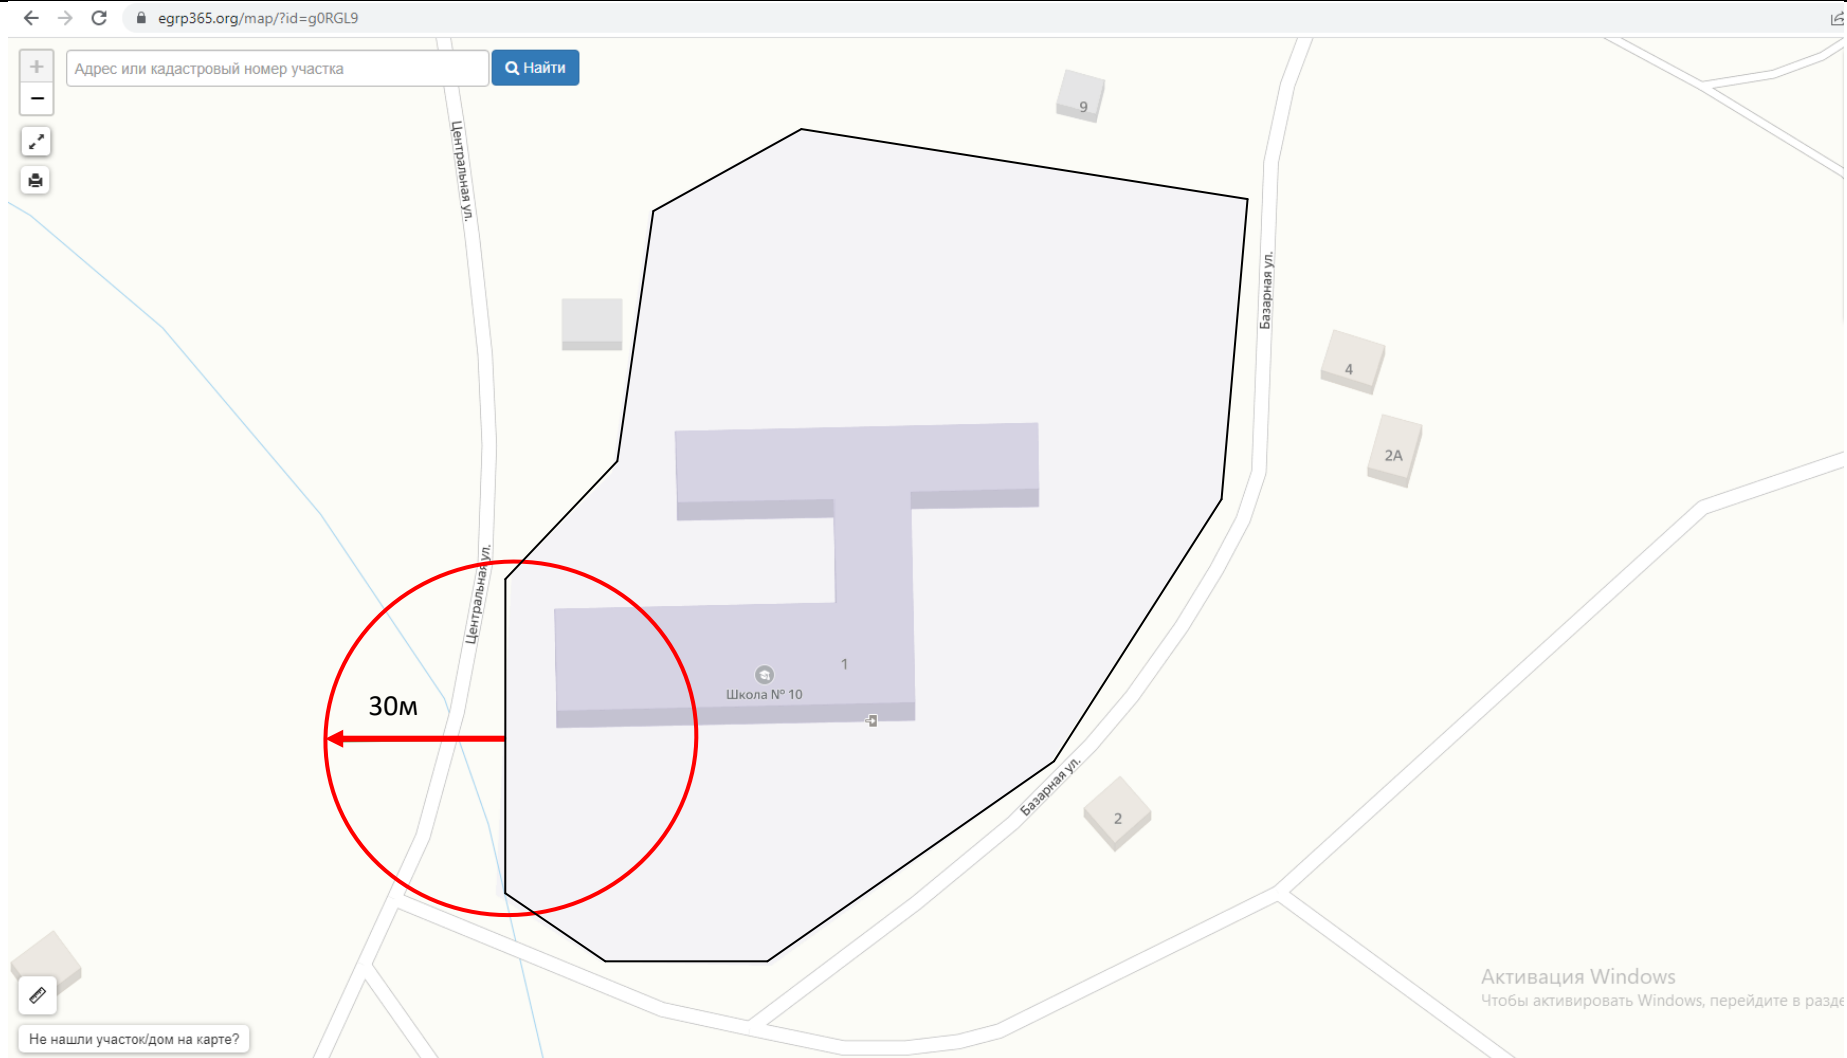 egrp365.org/map/?id=g0RGL9
Адрес или кадастровый номер участка
Найти
9
Центральная ул.
Базарная ул.
4
2А
Центральная ул.
1
Школа № 10
30м
Базарная ул.
2
Активация Windows
Чтобы активировать Windows, перейдите в разде
Не нашли участок/дом на карте?